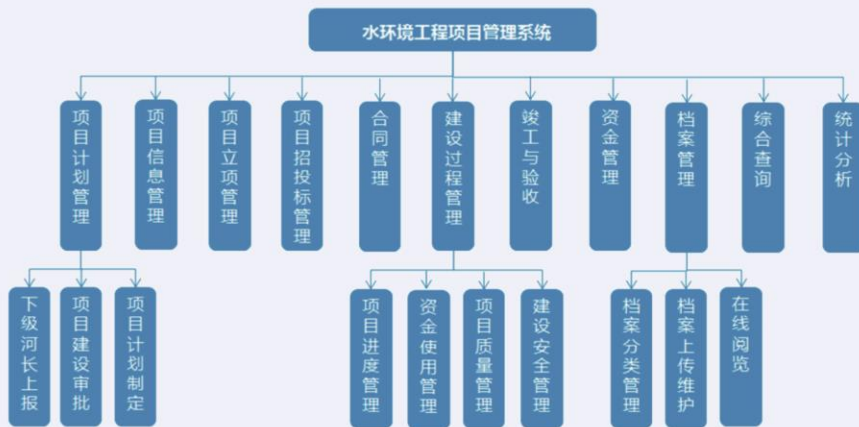 水环境工程项目管理系统
项目计划管理
项目信息管理
项目立项管理
项目招投标管理
合同管理
建设过程管理
竣工与验收
资金管理
档案管理
综合查询
统计分析
下级河长上报
项目建设审批
项目计划制定
项目进度管理
资金使用管理
项目质量管理
建设安全管理
档案分类管理
档案上传维护
在线阅览